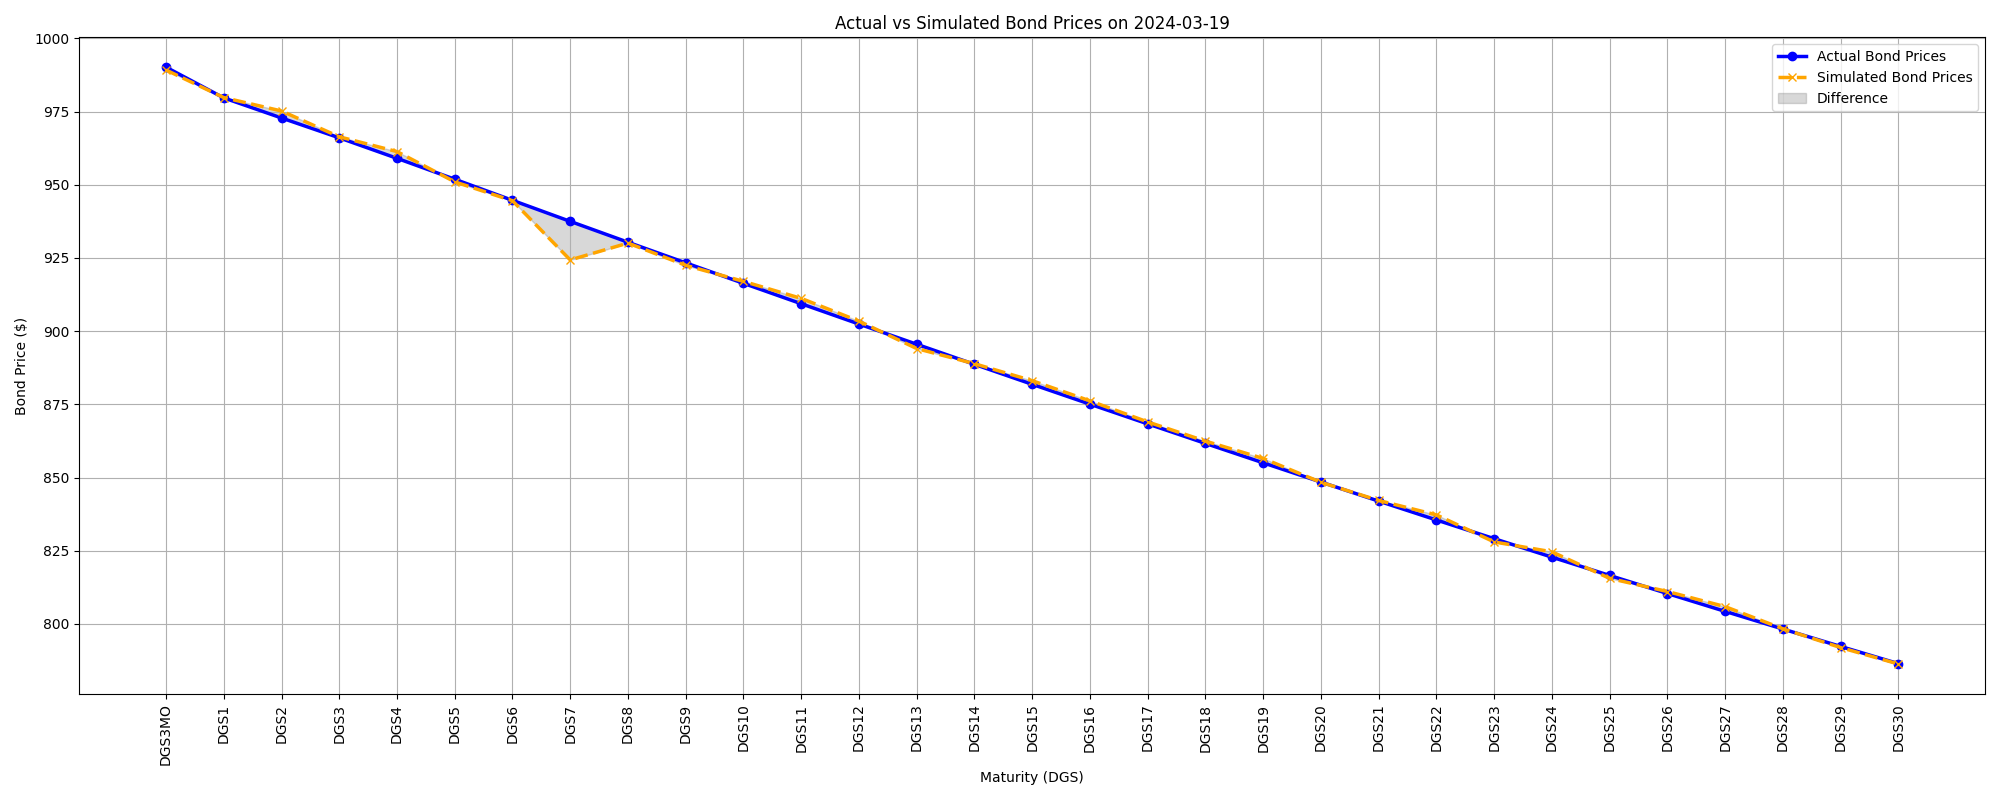 Actual vs Simulated Bond Prices on 2024-03-19
Actual Bond Prices
Simulated Bond Prices
Difference
Bond Price ($)
1000
975
950
925
900
875
850
825
800
DGS3MO
DGS1
DGS2
DGS3
DGS4
DGS5
DGS6
DGS7
DGS8
DGS9
DGS10
DGS11
DGS12
DGS13
DGS14
DGS15
DGS16
DGS17
DGS18
DGS19
DGS20
DGS21
DGS22
DGS23
DGS24
DGS25
DGS26
DGS27
DGS28
DGS29
DGS30
Maturity (DGS)